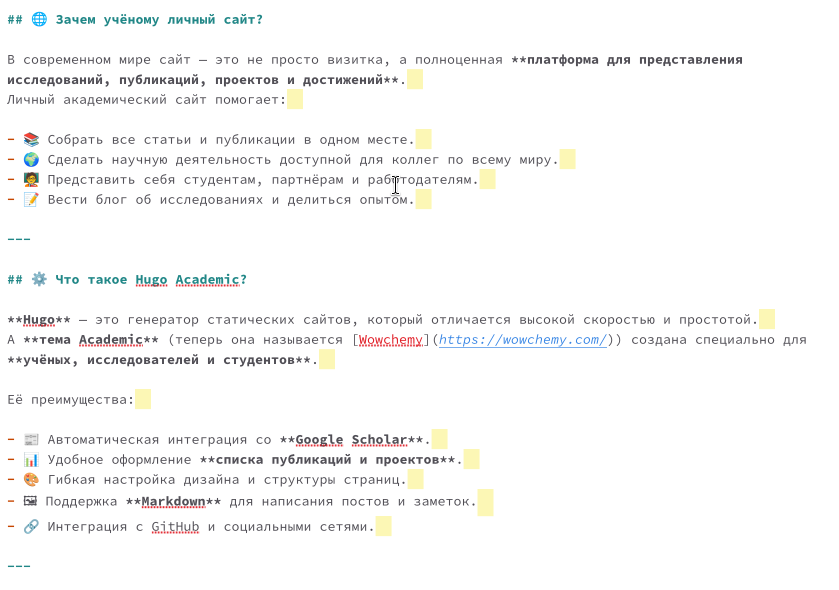 ## 🌐 Зачем учёному личный сайт?
В современном мире сайт — это не просто визитка, а полноценная **платформа для представления
исследований, публикаций, проектов и достижений**.
Личный академический сайт помогает:
- 📚 Собрать все статьи и публикации в одном месте.
- 🌍 Сделать научную деятельность доступной для коллег по всему миру.
- 🧑‍🏫 Представить себя студентам, партнёрам и работодателям.
- 📝 Вести блог об исследованиях и делиться опытом.
---
## ⚙️ Что такое Hugo Academic?
**Hugo** — это генератор статических сайтов, который отличается высокой скоростью и простотой.
А **тема Academic** (теперь она называется [Wowchemy](https://wowchemy.com/)) создана специально для
**учёных, исследователей и студентов**.
Её преимущества:
- 📰 Автоматическая интеграция со **Google Scholar**.
- 📊 Удобное оформление **списка публикаций и проектов**.
- 🎨 Гибкая настройка дизайна и структуры страниц.
- 🖼 Поддержка **Markdown** для написания постов и заметок.
- 🔗 Интеграция с GitHub и социальными сетями.
---